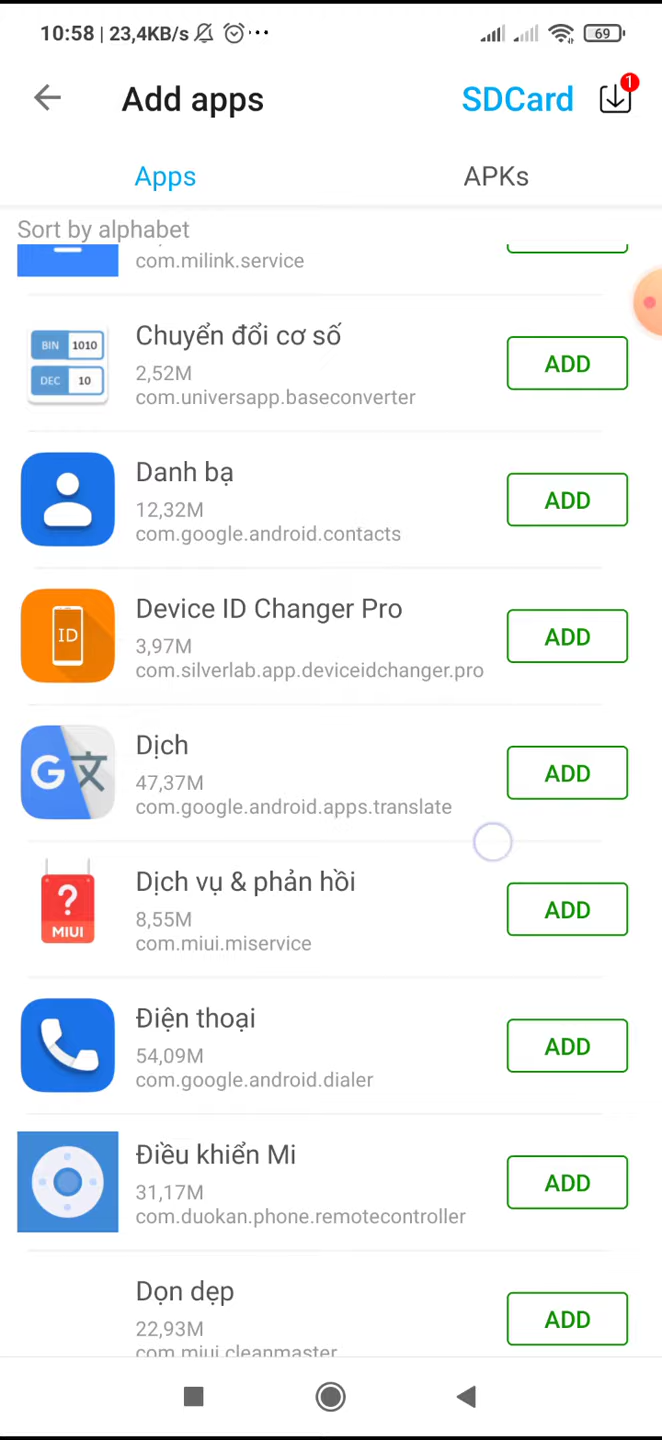 10:58 | 23,4KB/s ... 69
Add apps
SDCard
1
Apps
APKs
Sort by alphabet
com.milink.service
BIN 1010
DEC 10
Chuyển đổi cơ số
2,52M
com.universapp.baseconverter
ADD
Danh bạ
12,32M
com.google.android.contacts
ADD
ID
Device ID Changer Pro
3,97M
com.silverlab.app.deviceidchanger.pro
ADD
G 文
Dịch
47,37M
com.google.android.apps.translate
ADD
?
MIUI
Dịch vụ & phản hồi
8,55M
com.miui.miservice
ADD
Điện thoại
54,09M
com.google.android.dialer
ADD
Điều khiển Mi
31,17M
com.duokan.phone.remotecontroller
ADD
Dọn dẹp
22,93M
com.miui.cleanmaster
ADD